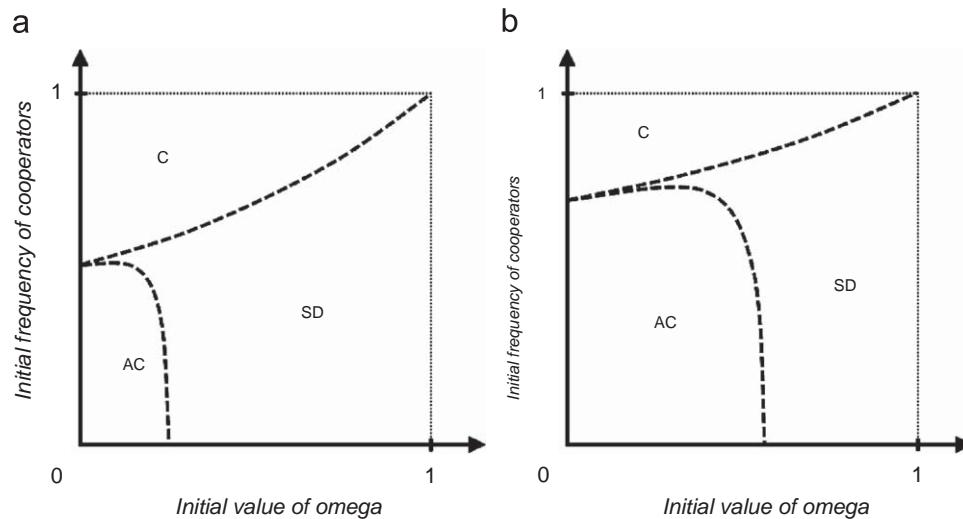 a
1
Initial frequency of cooperators
C
AC
SD
0
1
Initial value of omega
b
1
Initial frequency of cooperators
C
AC
SD
0
1
Initial value of omega